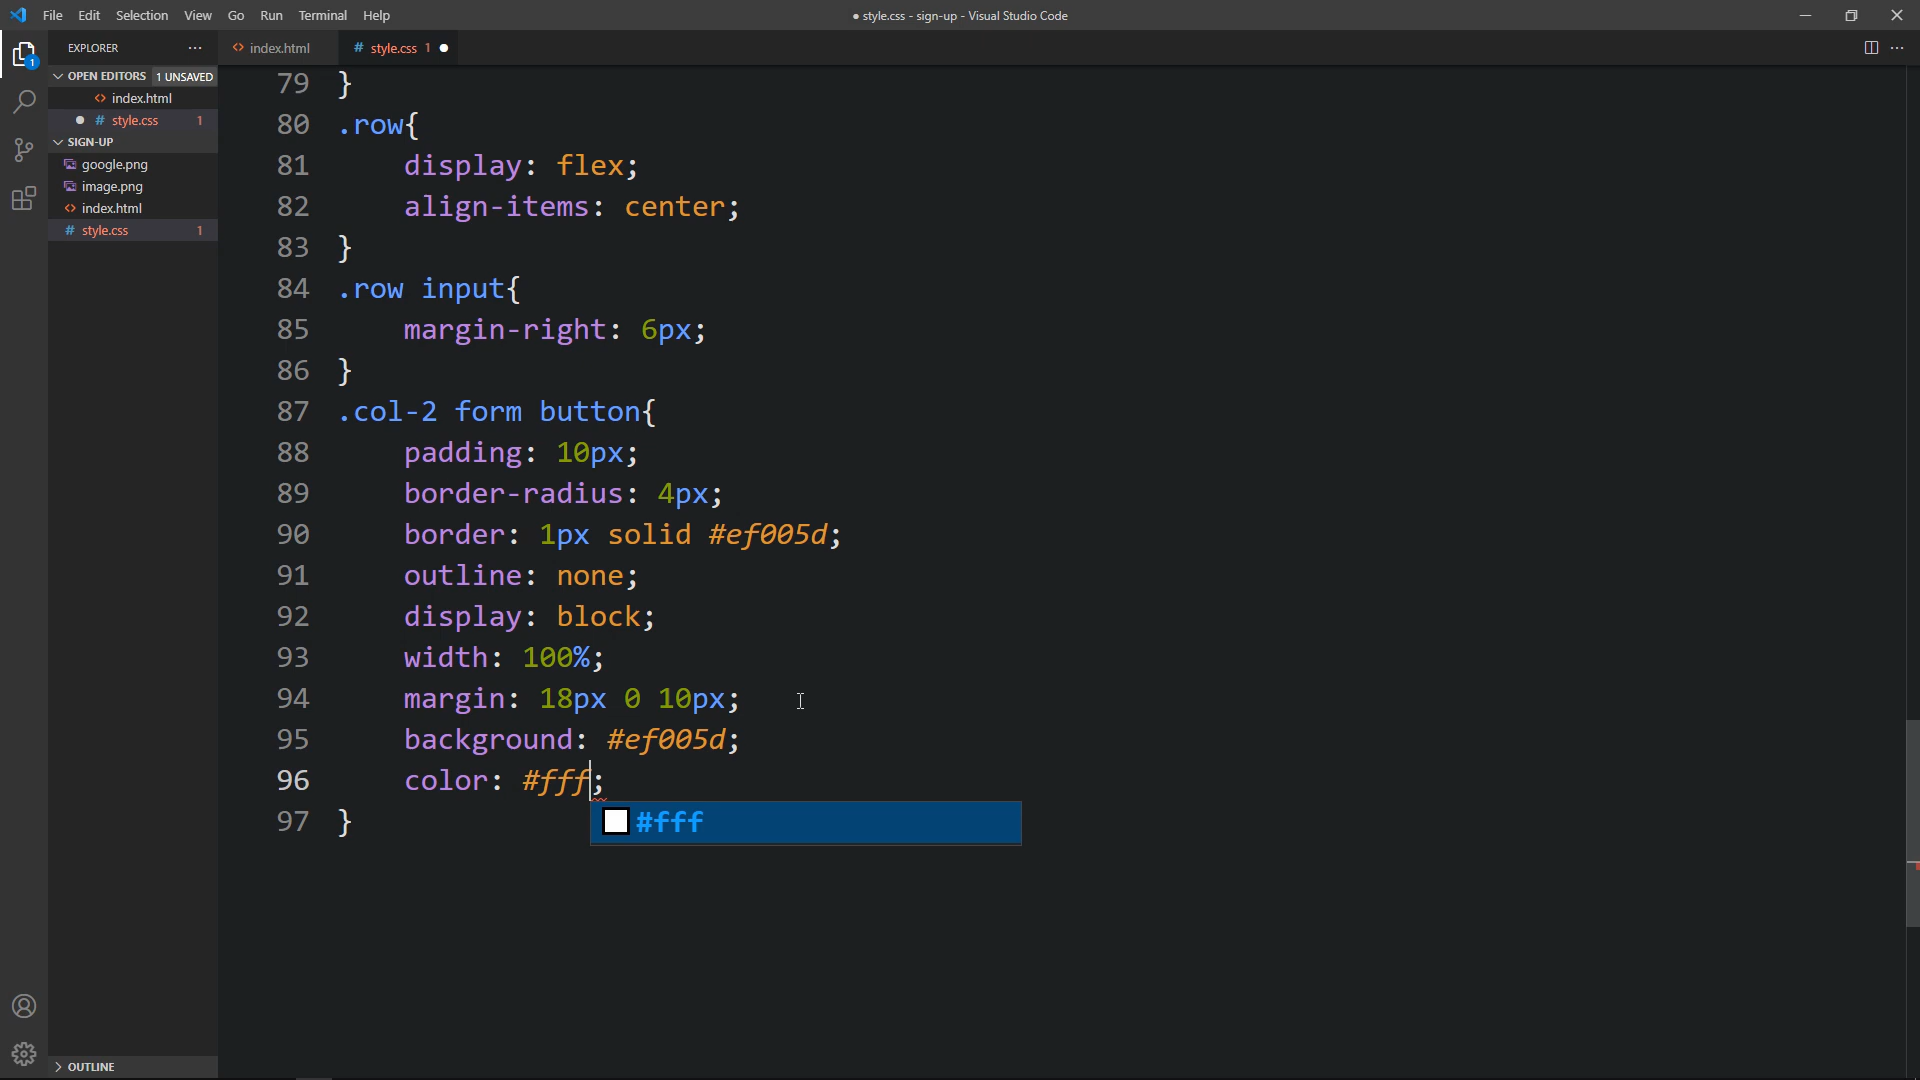 File Edit Selection View Go Run Terminal Help
● style.css - sign-up - Visual Studio Code
EXPLORER ···
index.html
# style.css 1 ●
OPEN EDITORS 1 UNSAVED
index.html
● # style.css 1
SIGN-UP
google.png
image.png
index.html
# style.css 1
1
79 }
80 .row{
81 display: flex;
82 align-items: center;
83 }
84 .row input{
85 margin-right: 6px;
86 }
87 .col-2 form button{
88 padding: 10px;
89 border-radius: 4px;
90 border: 1px solid #ef005d;
91 outline: none;
92 display: block;
93 width: 100%;
94 margin: 18px 0 10px;
95 background: #ef005d;
96 color: #fff;
97 }
#fff
OUTLINE